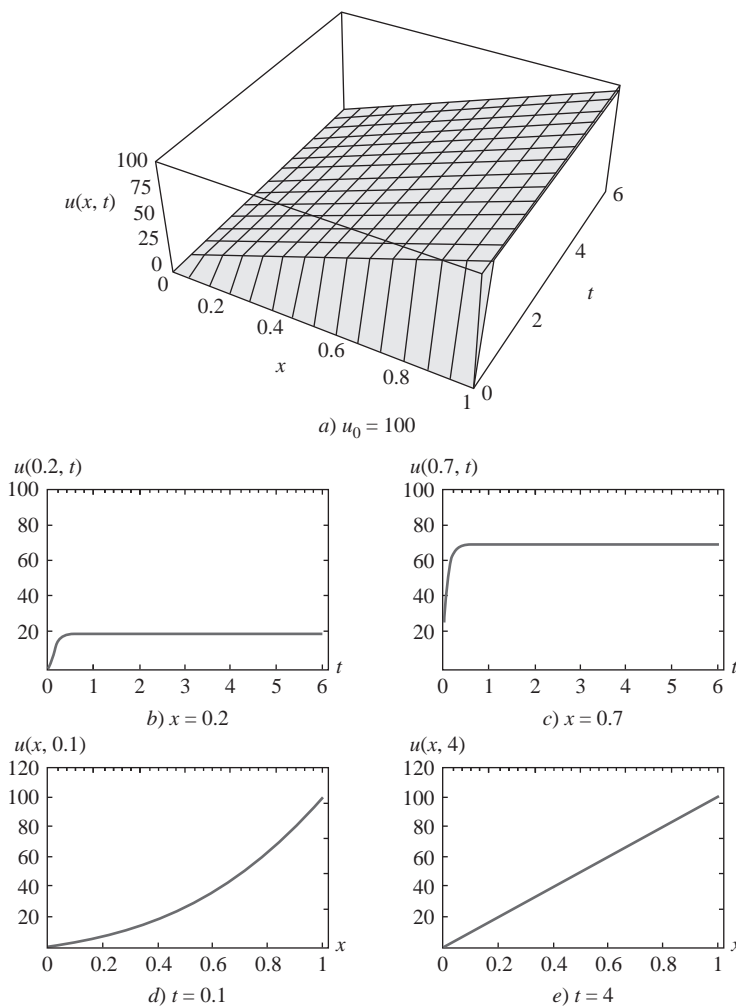 100
75
u(x, t)
50
25
0
0
0.2
0.4
0.6
0.8
1
x
0
2
4
6
t
a) u₀ = 100
u(0.2, t)
100
80
60
40
20
0 1 2 3 4 5 6 t
b) x = 0.2
u(0.7, t)
100
80
60
40
20
0 1 2 3 4 5 6 t
c) x = 0.7
u(x, 0.1)
120
100
80
60
40
20
0 0.2 0.4 0.6 0.8 1 x
d) t = 0.1
u(x, 4)
120
100
80
60
40
20
0 0.2 0.4 0.6 0.8 1 x
e) t = 4